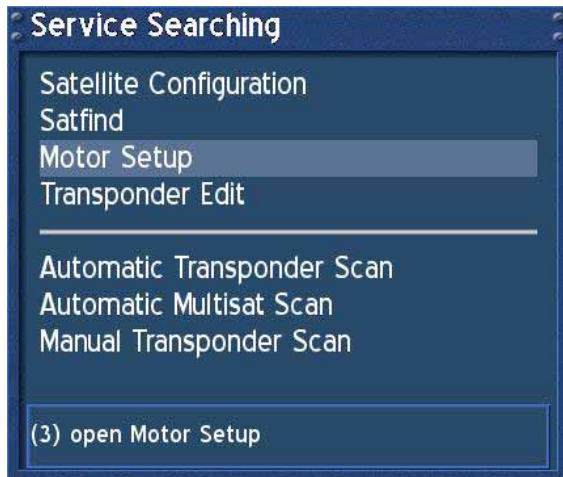 Service Searching
Satellite Configuration
Satfind
Motor Setup
Transponder Edit
Automatic Transponder Scan
Automatic Multisat Scan
Manual Transponder Scan
(3) open Motor Setup